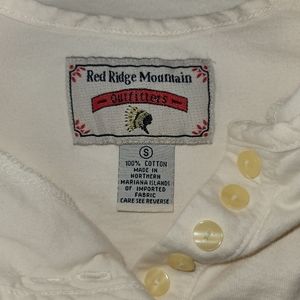 Red Ridge Mountain
Outfitters
S
100% COTTON
MADE IN
NORTHERN
MARIANA ISLANDS
OF IMPORTED
FABRIC
CARE SEE REVERSE